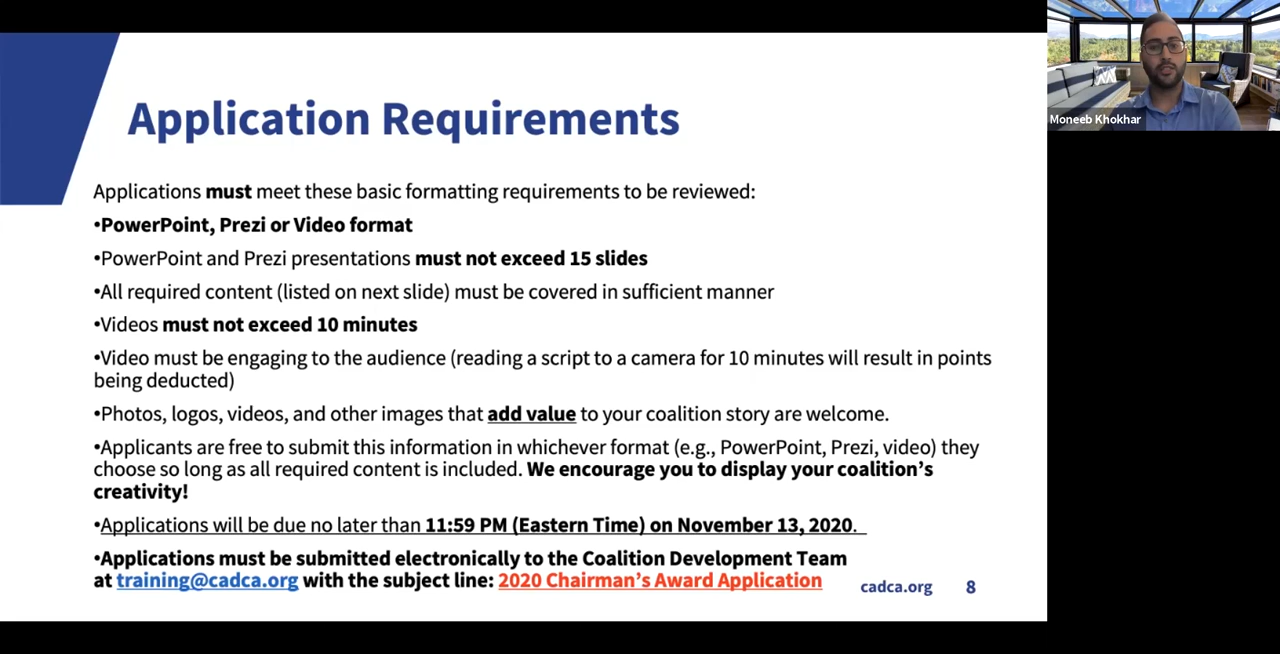 Application Requirements
Applications must meet these basic formatting requirements to be reviewed:
•PowerPoint, Prezi or Video format
•PowerPoint and Prezi presentations must not exceed 15 slides
•All required content (listed on next slide) must be covered in sufficient manner
•Videos must not exceed 10 minutes
•Video must be engaging to the audience (reading a script to a camera for 10 minutes will result in points
being deducted)
•Photos, logos, videos, and other images that add value to your coalition story are welcome.
•Applicants are free to submit this information in whichever format (e.g., PowerPoint, Prezi, video) they
choose so long as all required content is included. We encourage you to display your coalition’s
creativity!
•Applications will be due no later than 11:59 PM (Eastern Time) on November 13, 2020.
•Applications must be submitted electronically to the Coalition Development Team
at training@cadca.org with the subject line: 2020 Chairman’s Award Application
cadca.org 8
Moneeb Khokhar